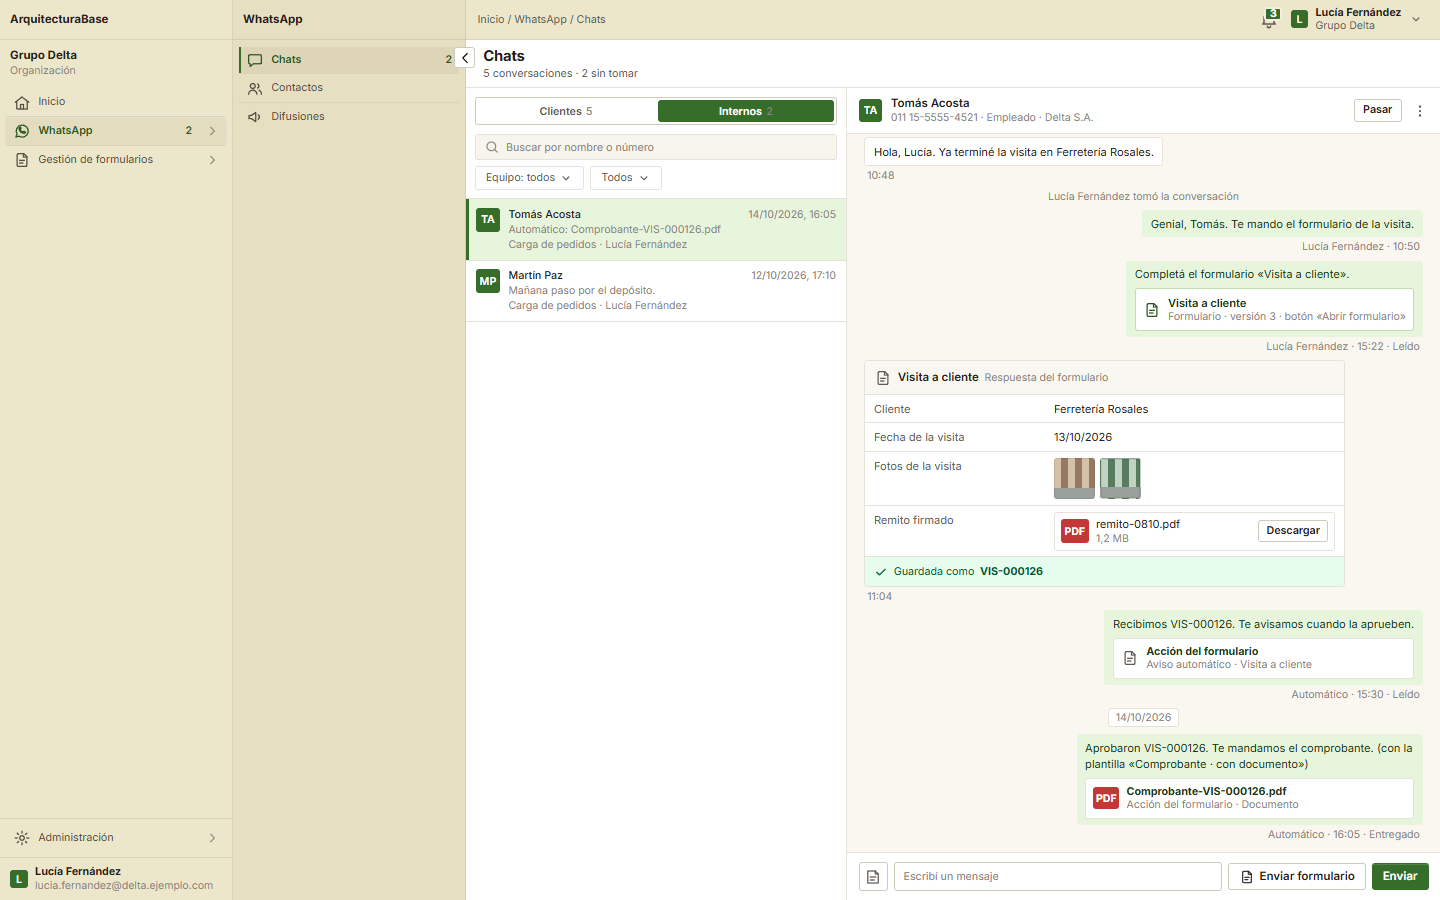 ArquitecturaBase
Grupo Delta
Organización
Inicio
WhatsApp 2
Gestión de formularios
Administración
L
Lucía Fernández
lucia.fernandez@delta.ejemplo.com
WhatsApp
Chats 2
Contactos
Difusiones
Inicio / WhatsApp / Chats
3
L
Lucía Fernández
Grupo Delta
Chats
5 conversaciones · 2 sin tomar
Clientes 5
Internos 2
Buscar por nombre o número
Equipo: todos
Todos
TA
Tomás Acosta 14/10/2026, 16:05
Automático: Comprobante-VIS-000126.pdf
Carga de pedidos · Lucía Fernández
MP
Martín Paz 12/10/2026, 17:10
Mañana paso por el depósito.
Carga de pedidos · Lucía Fernández
TA
Tomás Acosta
011 15-5555-4521 · Empleado · Delta S.A.
Pasar
Hola, Lucía. Ya terminé la visita en Ferretería Rosales.
10:48
Lucía Fernández tomó la conversación
Genial, Tomás. Te mando el formulario de la visita.
Lucía Fernández · 10:50
Completá el formulario «Visita a cliente».
Visita a cliente
Formulario · versión 3 · botón «Abrir formulario»
Lucía Fernández · 15:22 · Leído
Visita a cliente Respuesta del formulario
Cliente Ferretería Rosales
Fecha de la visita 13/10/2026
Fotos de la visita
Remito firmado
PDF
remito-0810.pdf
1,2 MB
Descargar
Guardada como VIS-000126
11:04
Recibimos VIS-000126. Te avisamos cuando la aprueben.
Acción del formulario
Aviso automático · Visita a cliente
Automático · 15:30 · Leído
14/10/2026
Aprobaron VIS-000126. Te mandamos el comprobante. (con la
plantilla «Comprobante · con documento»)
PDF
Comprobante-VIS-000126.pdf
Acción del formulario · Documento
Automático · 16:05 · Entregado
Escribí un mensaje
Enviar formulario
Enviar